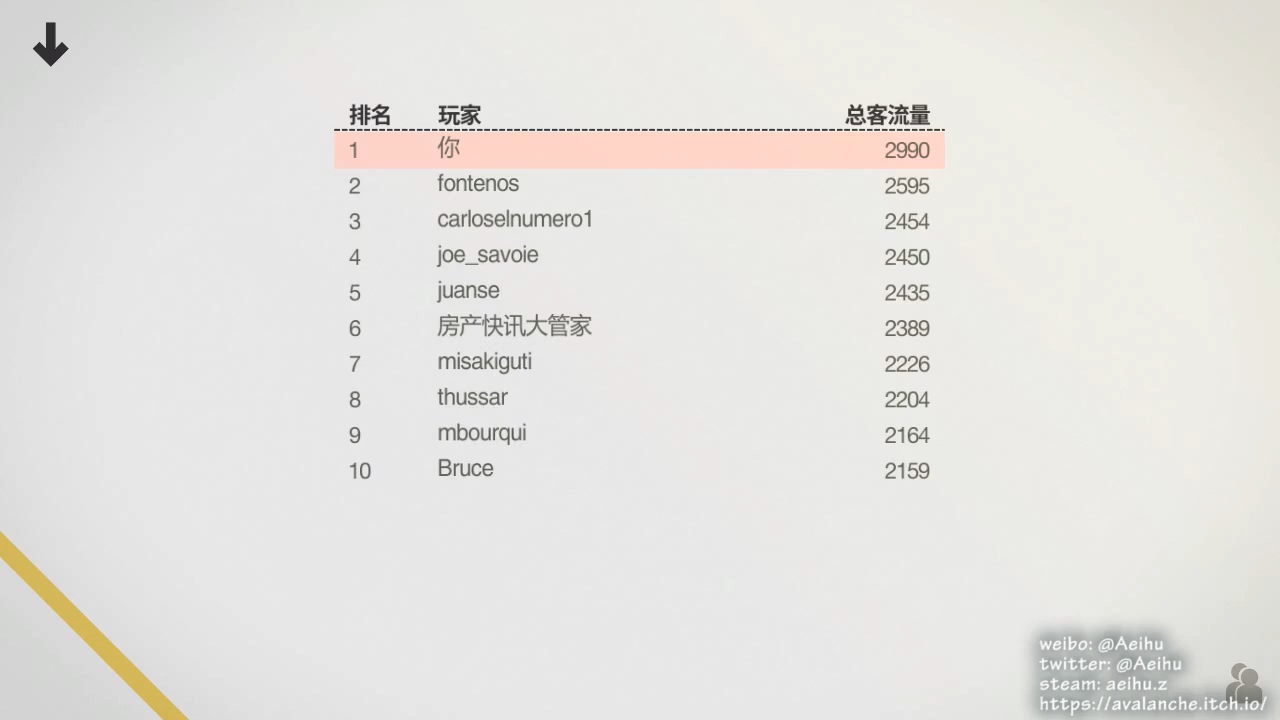 排名 玩家 总客流量
1 你 2990
2 fontenos 2595
3 carloselnumero1 2454
4 joe_savoie 2450
5 juanse 2435
6 房产快讯大管家 2389
7 misakiguti 2226
8 thussar 2204
9 mbourqui 2164
10 Bruce 2159
weibo: @Aeihu
twitter: @Aeihu
steam: aeihu.z
https://avalanche.itch.io/